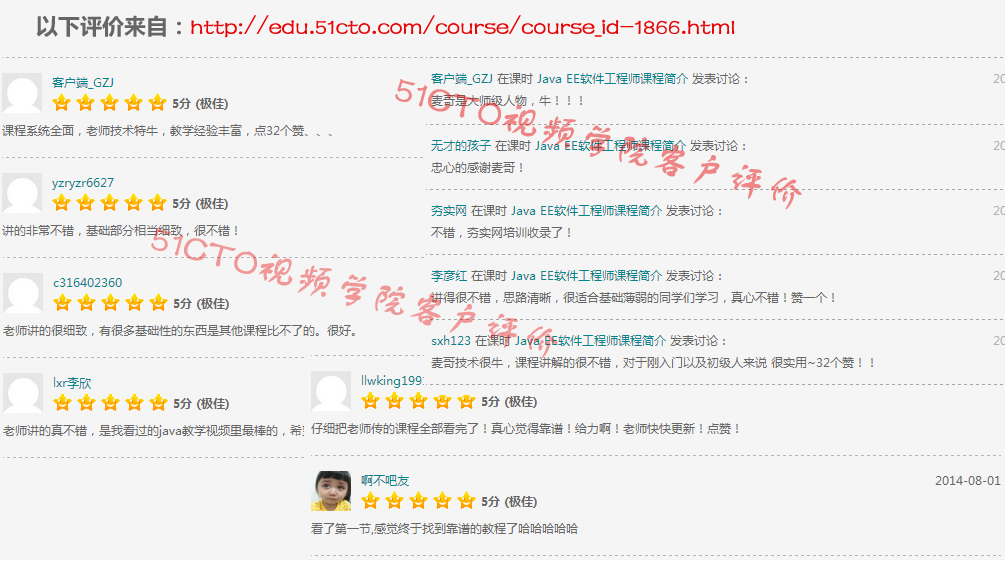 以下评价来自：http://edu.51cto.com/course/course_id-1866.html
客户端_GZJ
5分 (极佳)
课程系统全面，老师技术特牛，教学经验丰富，点32个赞、、、
yzryzr6627
5分 (极佳)
讲的非常不错，基础部分相当细致，很不错！
c316402360
5分 (极佳)
老师讲的很细致，有很多基础性的东西是其他课程比不了的。很好。
lxr李欣
5分 (极佳)
老师讲的真不错，是我看过的java教学视频里最棒的，希
客户端_GZJ 在课时 Java EE软件工程师课程简介 发表讨论：
20
麦哥是大师级人物，牛！！！
无才的孩子 在课时 Java EE软件工程师课程简介 发表讨论：
20
忠心的感谢麦哥！
夯实网 在课时 Java EE软件工程师课程简介 发表讨论：
20
不错，夯实网培训收录了！
李彦红 在课时 Java EE软件工程师课程简介 发表讨论：
20
讲得很不错，思路清晰，很适合基础薄弱的同学们学习，真心不错！赞一个！
sxh123 在课时 Java EE软件工程师课程简介 发表讨论：
20
麦哥技术很牛，课程讲解的很不错，对于刚入门以及初级人来说 很实用~32个赞！！
llwking199
5分 (极佳)
仔细把老师传的课程全部看完了！真心觉得靠谱！给力啊！老师快快更新！点赞！
啊不吧友
2014-08-01
5分 (极佳)
看了第一节,感觉终于找到靠谱的教程了哈哈哈哈哈
51CTO视频学院客户评价
51CTO视频学院客户评价